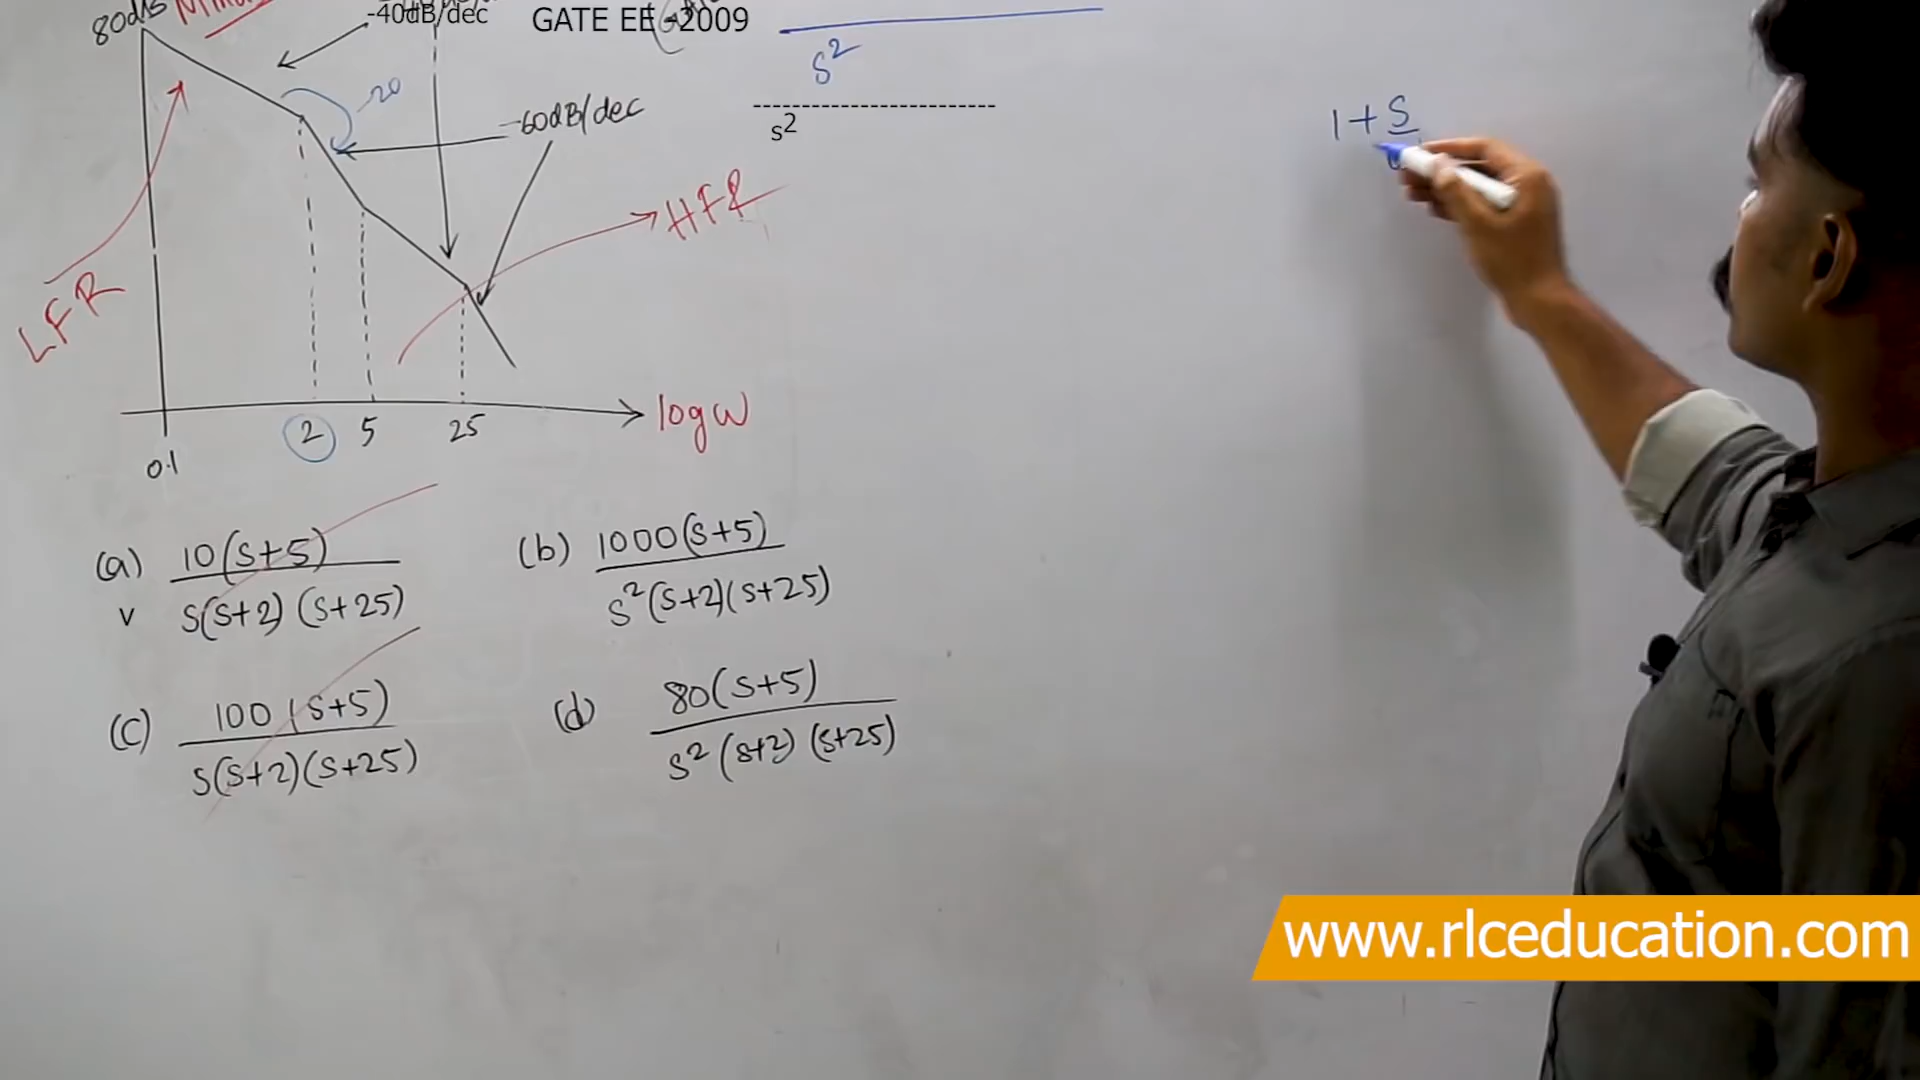 80dB
-40dB/dec
GATE EE -2009
s²
-20
-60dB/dec
-------------------------
s²
1+S
HFR
LFR
log ω
2 5 25
0.1
(a) 10(s+5)
s(s+2) (s+25)
v
(b) 1000(s+5)
s²(s+2)(s+25)
(c) 100 (s+5)
s(s+2)(s+25)
(d) 80(s+5)
s² (s+2) (s+25)
www.rlceducation.com